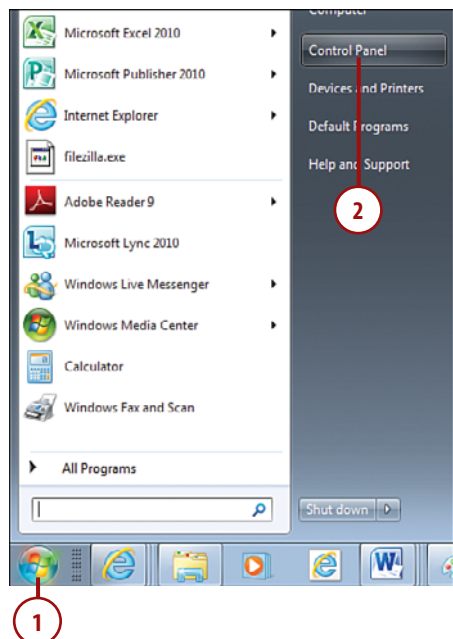 Computer
Microsoft Excel 2010
Control Panel
Microsoft Publisher 2010
Devices and Printers
Internet Explorer
Default Programs
filezilla.exe
Help and Support
Adobe Reader 9
2
Microsoft Lync 2010
Windows Live Messenger
Windows Media Center
Calculator
Windows Fax and Scan
All Programs
Shut down
1